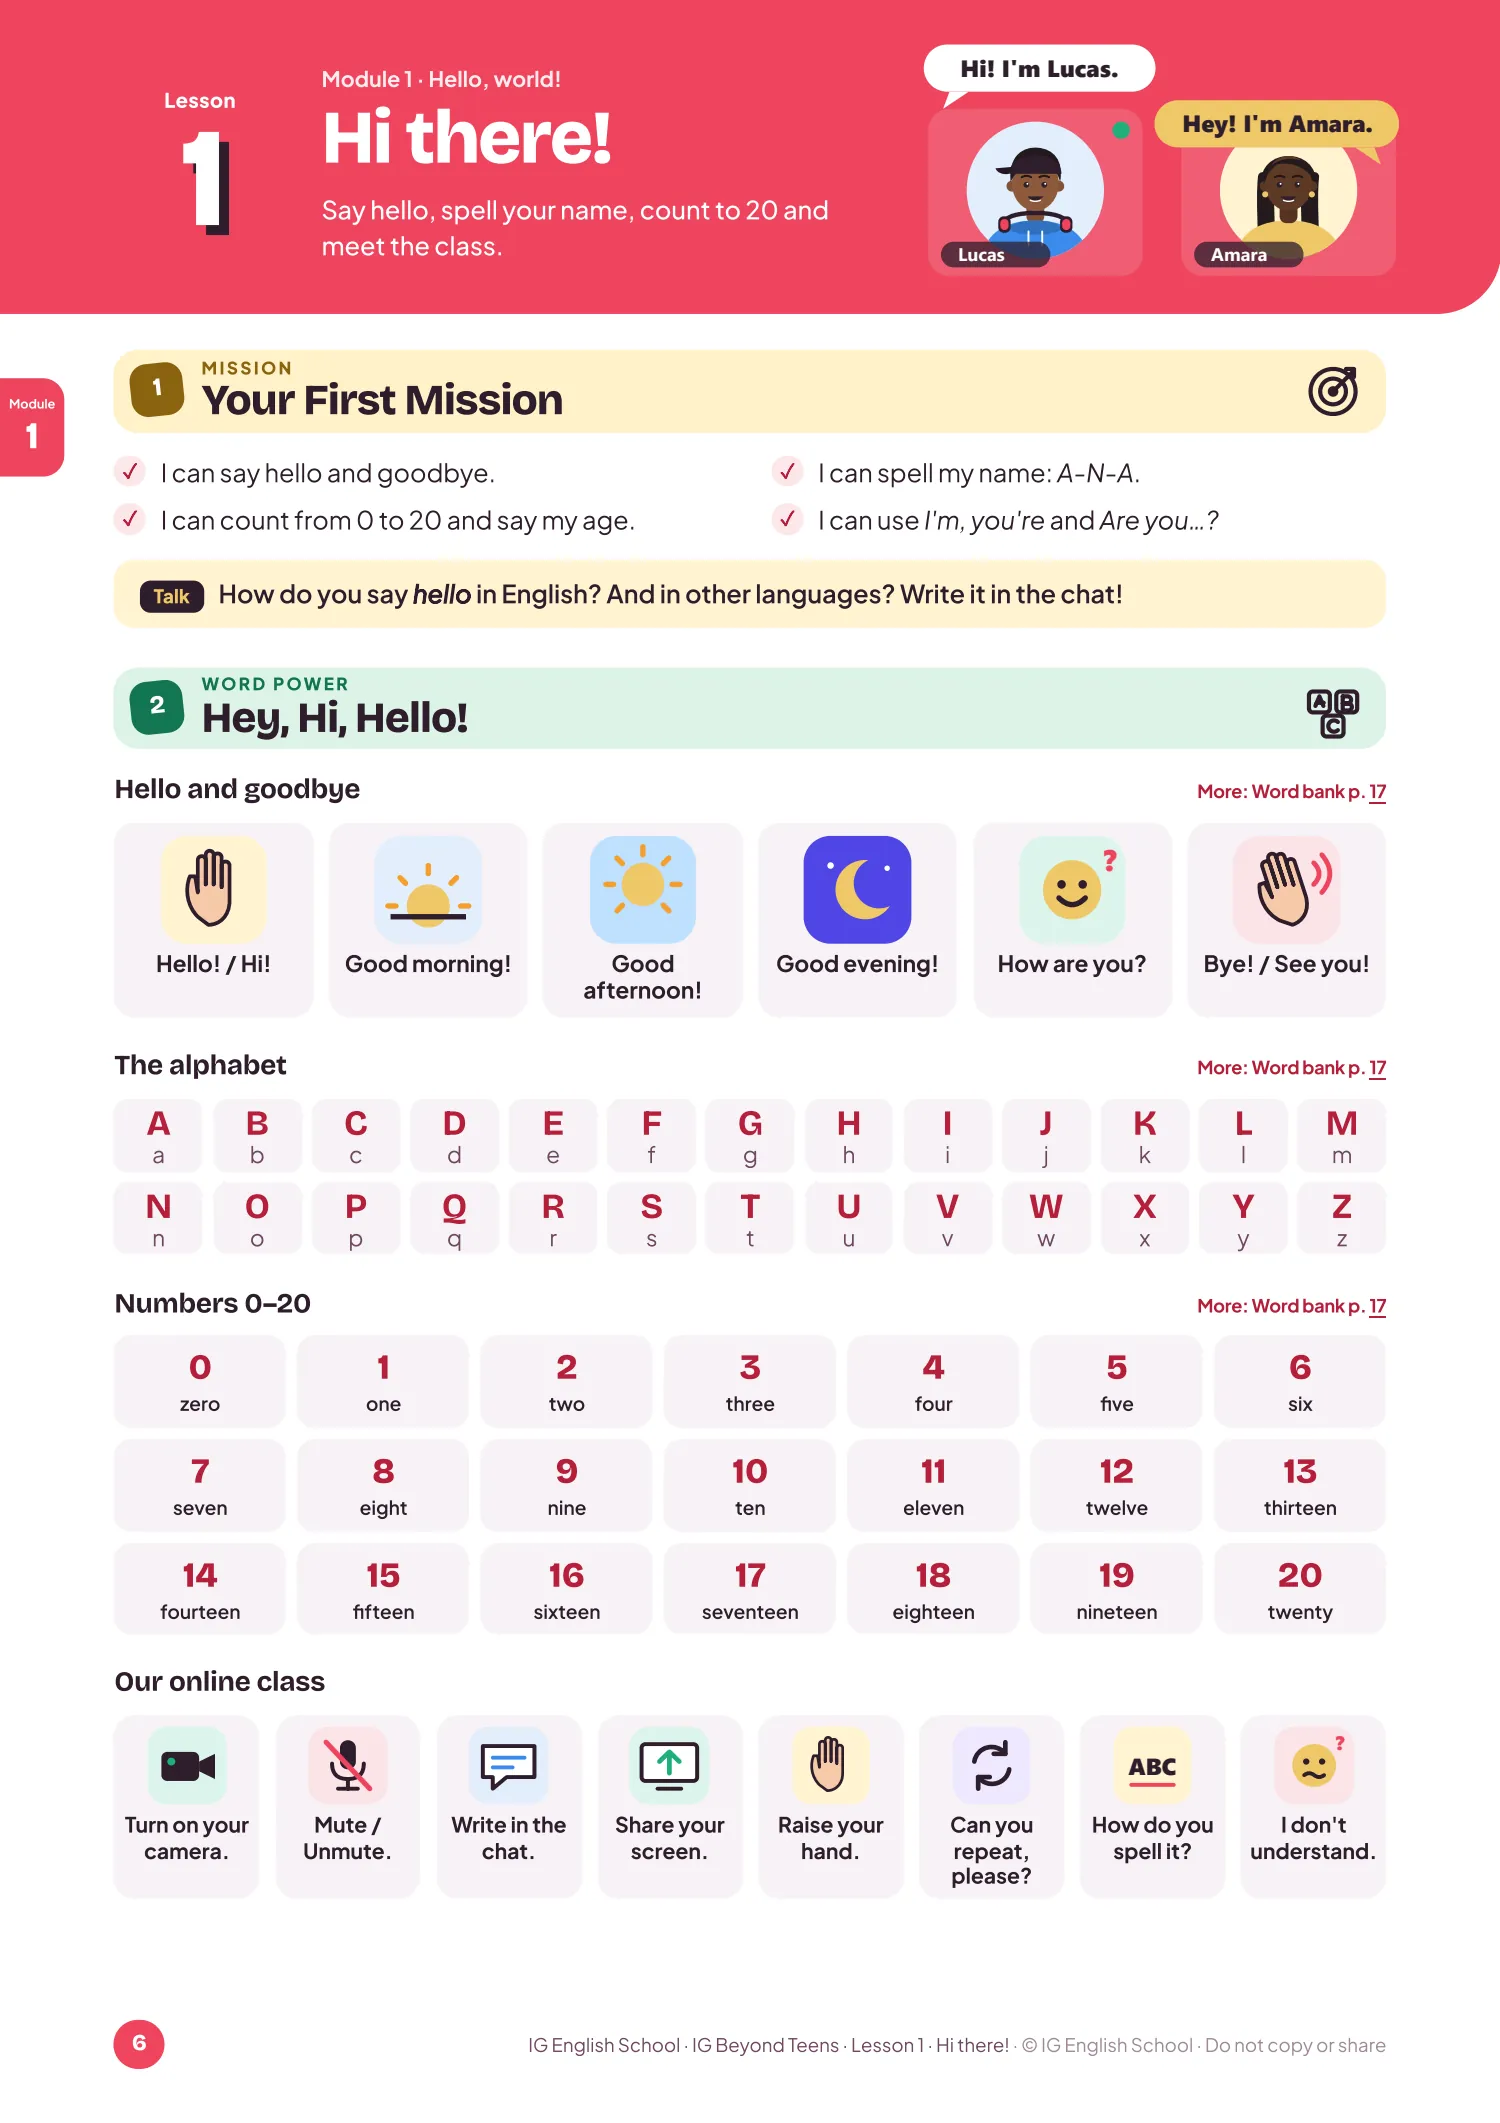 Lesson
1
Module 1 · Hello, world!
Hi there!
Say hello, spell your name, count to 20 and
meet the class.
Hi! I'm Lucas.
Hey! I'm Amara.
Lucas
Amara
Module
1
1
MISSION
Your First Mission
✓ I can say hello and goodbye.
✓ I can spell my name: A-N-A.
✓ I can count from 0 to 20 and say my age.
✓ I can use I'm, you're and Are you...?
Talk How do you say hello in English? And in other languages? Write it in the chat!
2
WORD POWER
Hey, Hi, Hello!
A B
C
Hello and goodbye
More: Word bank p. 17
?
Hello! / Hi!
Good morning!
Good
afternoon!
Good evening!
How are you?
Bye! / See you!
The alphabet
More: Word bank p. 17
A B C D E F G H I J K L M
a b c d e f g h i j k l m
N O P Q R S T U V W X Y Z
n o p q r s t u v w x y z
Numbers 0–20
More: Word bank p. 17
0 1 2 3 4 5 6
zero one two three four five six
7 8 9 10 11 12 13
seven eight nine ten eleven twelve thirteen
14 15 16 17 18 19 20
fourteen fifteen sixteen seventeen eighteen nineteen twenty
Our online class
ABC
?
Turn on your
camera.
Mute /
Unmute.
Write in the
chat.
Share your
screen.
Raise your
hand.
Can you
repeat,
please?
How do you
spell it?
I don't
understand.
6
IG English School · IG Beyond Teens · Lesson 1 · Hi there! · © IG English School · Do not copy or share